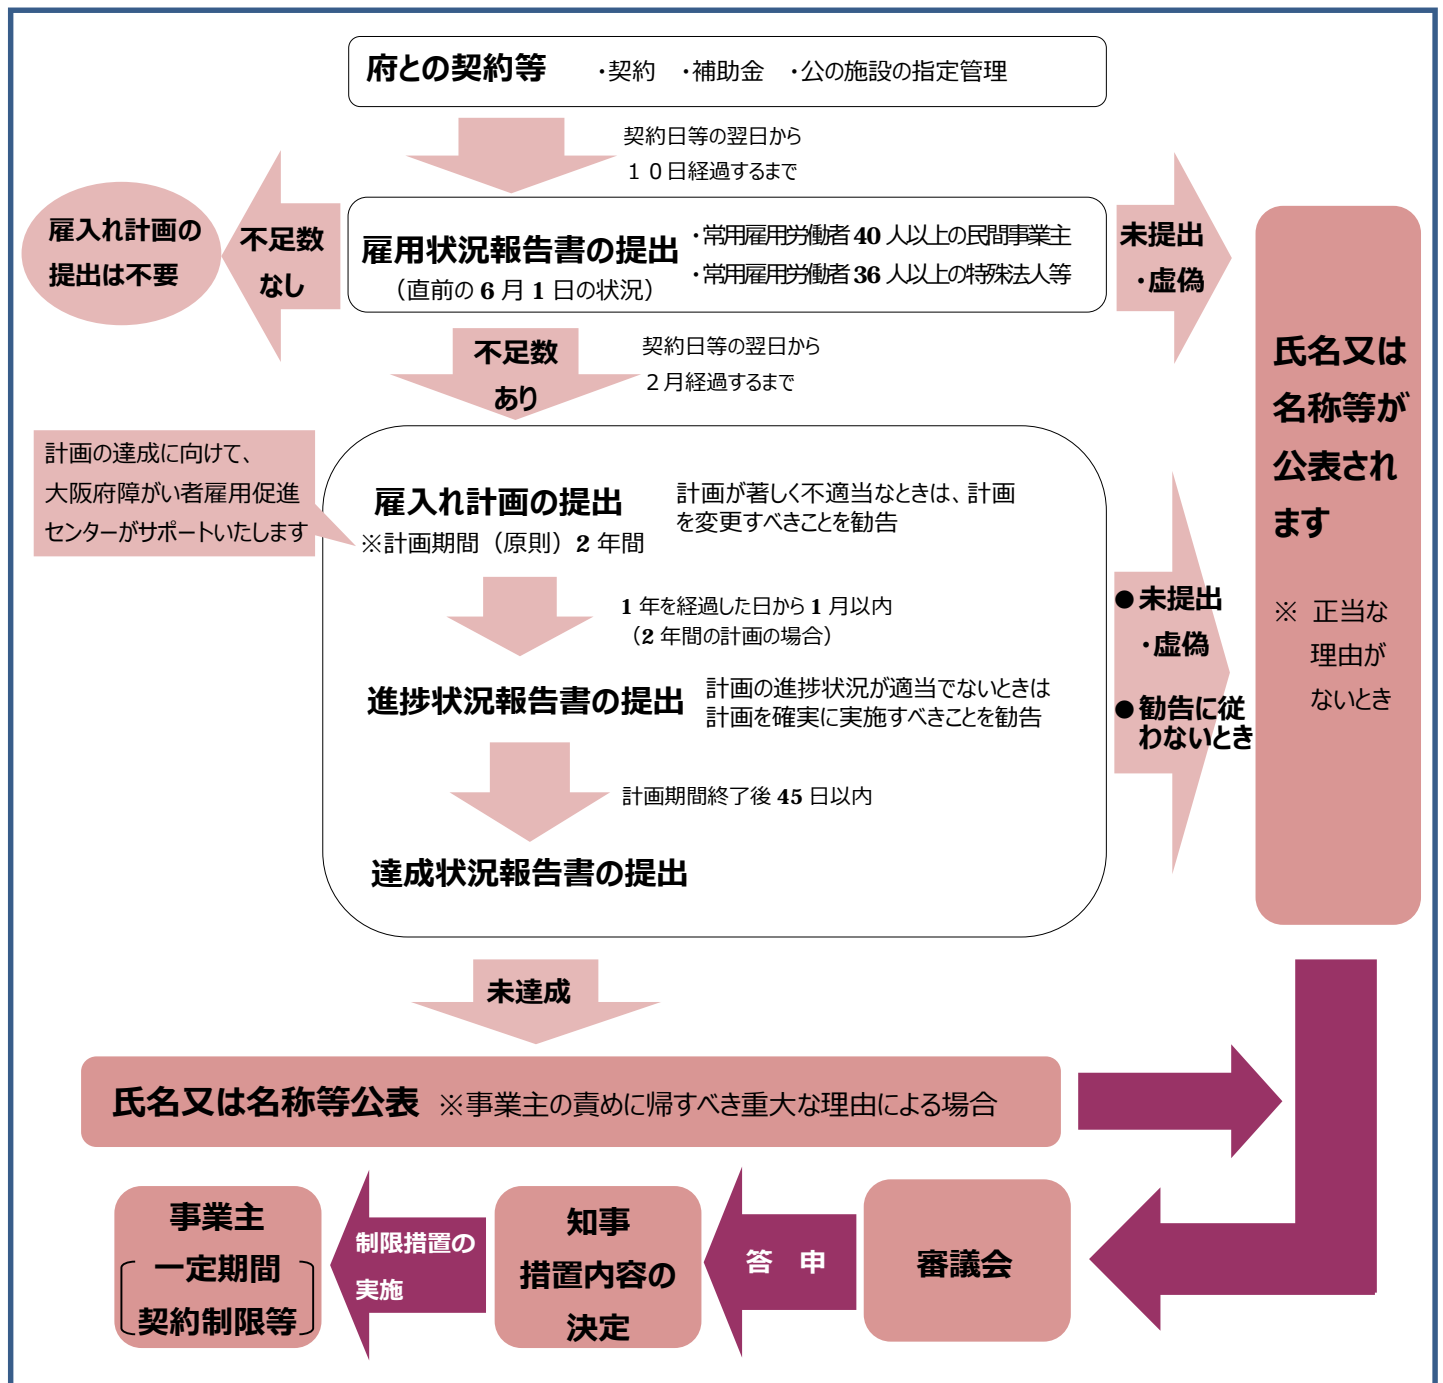 府との契約等 ・契約 ・補助金 ・公の施設の指定管理
契約日等の翌日から
１０日経過するまで
雇入れ計画の
提出は不要
不足数
なし
雇用状況報告書の提出
（直前の 6 月 1 日の状況）
・常用雇用労働者 40 人以上の民間事業主
・常用雇用労働者 36 人以上の特殊法人等
未提出
・虚偽
不足数
あり
契約日等の翌日から
２月経過するまで
氏名又は
名称等が
公表され
ます
※ 正当な
理由が
ないとき
計画の達成に向けて、
大阪府障がい者雇用促進
センターがサポートいたします
雇入れ計画の提出
※計画期間（原則）2 年間
計画が著しく不適当なときは、計画
を変更すべきことを勧告
1 年を経過した日から 1 月以内
（2 年間の計画の場合）
進捗状況報告書の提出
計画の進捗状況が適当でないときは
計画を確実に実施すべきことを勧告
計画期間終了後 45 日以内
達成状況報告書の提出
●未提出
・虚偽
●勧告に従
わないとき
未達成
氏名又は名称等公表 ※事業主の責めに帰すべき重大な理由による場合
事業主
一定期間
契約制限等
制限措置の
実施
知事
措置内容の
決定
答 申
審議会